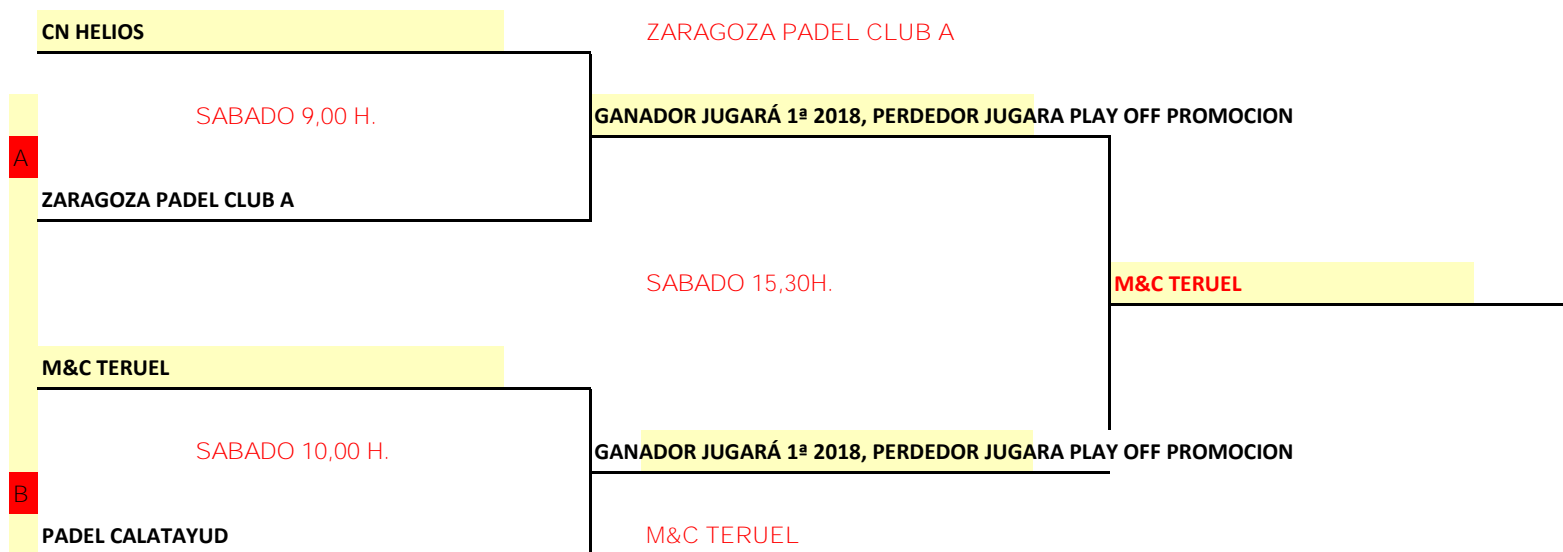 CN HELIOS
ZARAGOZA PADEL CLUB A
SABADO 9,00 H.
GANADOR JUGARÁ 1ª 2018, PERDEDOR JUGARA PLAY OFF PROMOCION
A
ZARAGOZA PADEL CLUB A
SABADO 15,30H.
M&C TERUEL
M&C TERUEL
SABADO 10,00 H.
GANADOR JUGARÁ 1ª 2018, PERDEDOR JUGARA PLAY OFF PROMOCION
B
PADEL CALATAYUD
M&C TERUEL